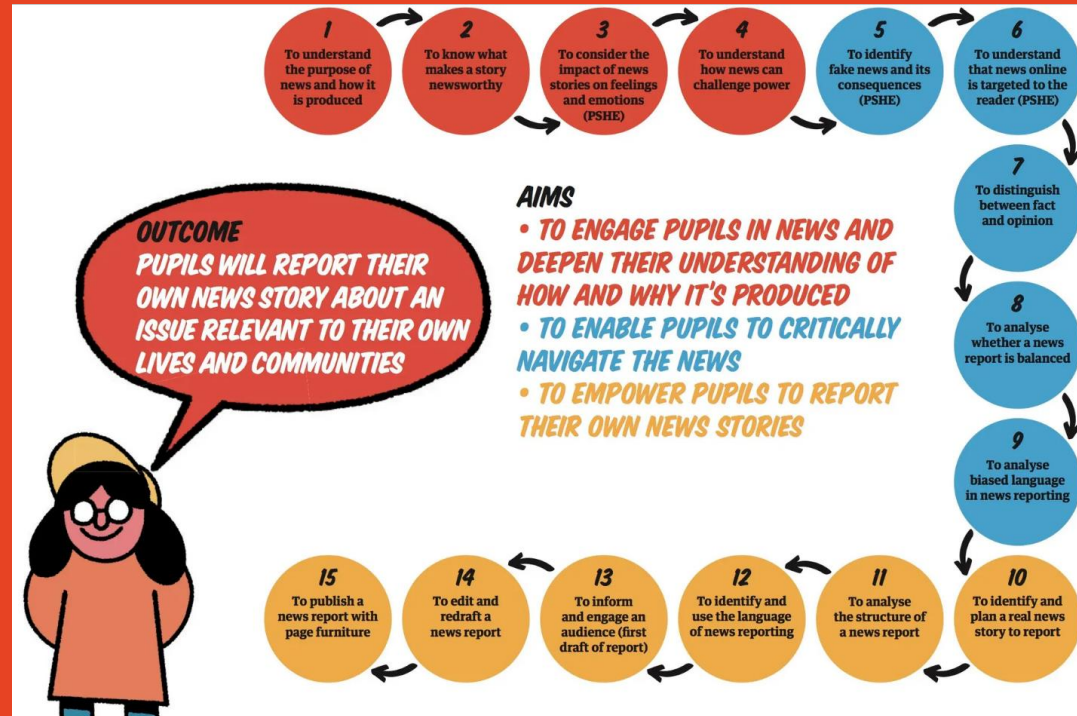 1
To understand
the purpose of
news and how it
is produced
2
To know what
makes a story
newsworthy
3
To consider the
impact of news
stories on feelings
and emotions
(PSHE)
4
To understand
how news can
challenge power
5
To identify
fake news and its
consequences
(PSHE)
6
To understand
that news online
is targeted to the
reader (PSHE)
7
To distinguish
between fact
and opinion
8
To analyse
whether a news
report is balanced
9
To analyse
biased language
in news reporting
OUTCOME
PUPILS WILL REPORT THEIR
OWN NEWS STORY ABOUT AN
ISSUE RELEVANT TO THEIR OWN
LIVES AND COMMUNITIES
AIMS
• TO ENGAGE PUPILS IN NEWS AND
DEEPEN THEIR UNDERSTANDING OF
HOW AND WHY IT'S PRODUCED
• TO ENABLE PUPILS TO CRITICALLY
NAVIGATE THE NEWS
• TO EMPOWER PUPILS TO REPORT
THEIR OWN NEWS STORIES
10
To identify and
plan a real news
story to report
11
To analyse
the structure of
a news report
12
To identify and
use the language
of news reporting
13
To inform
and engage an
audience (first
draft of report)
14
To edit and
redraft a
news report
15
To publish a
news report with
page furniture